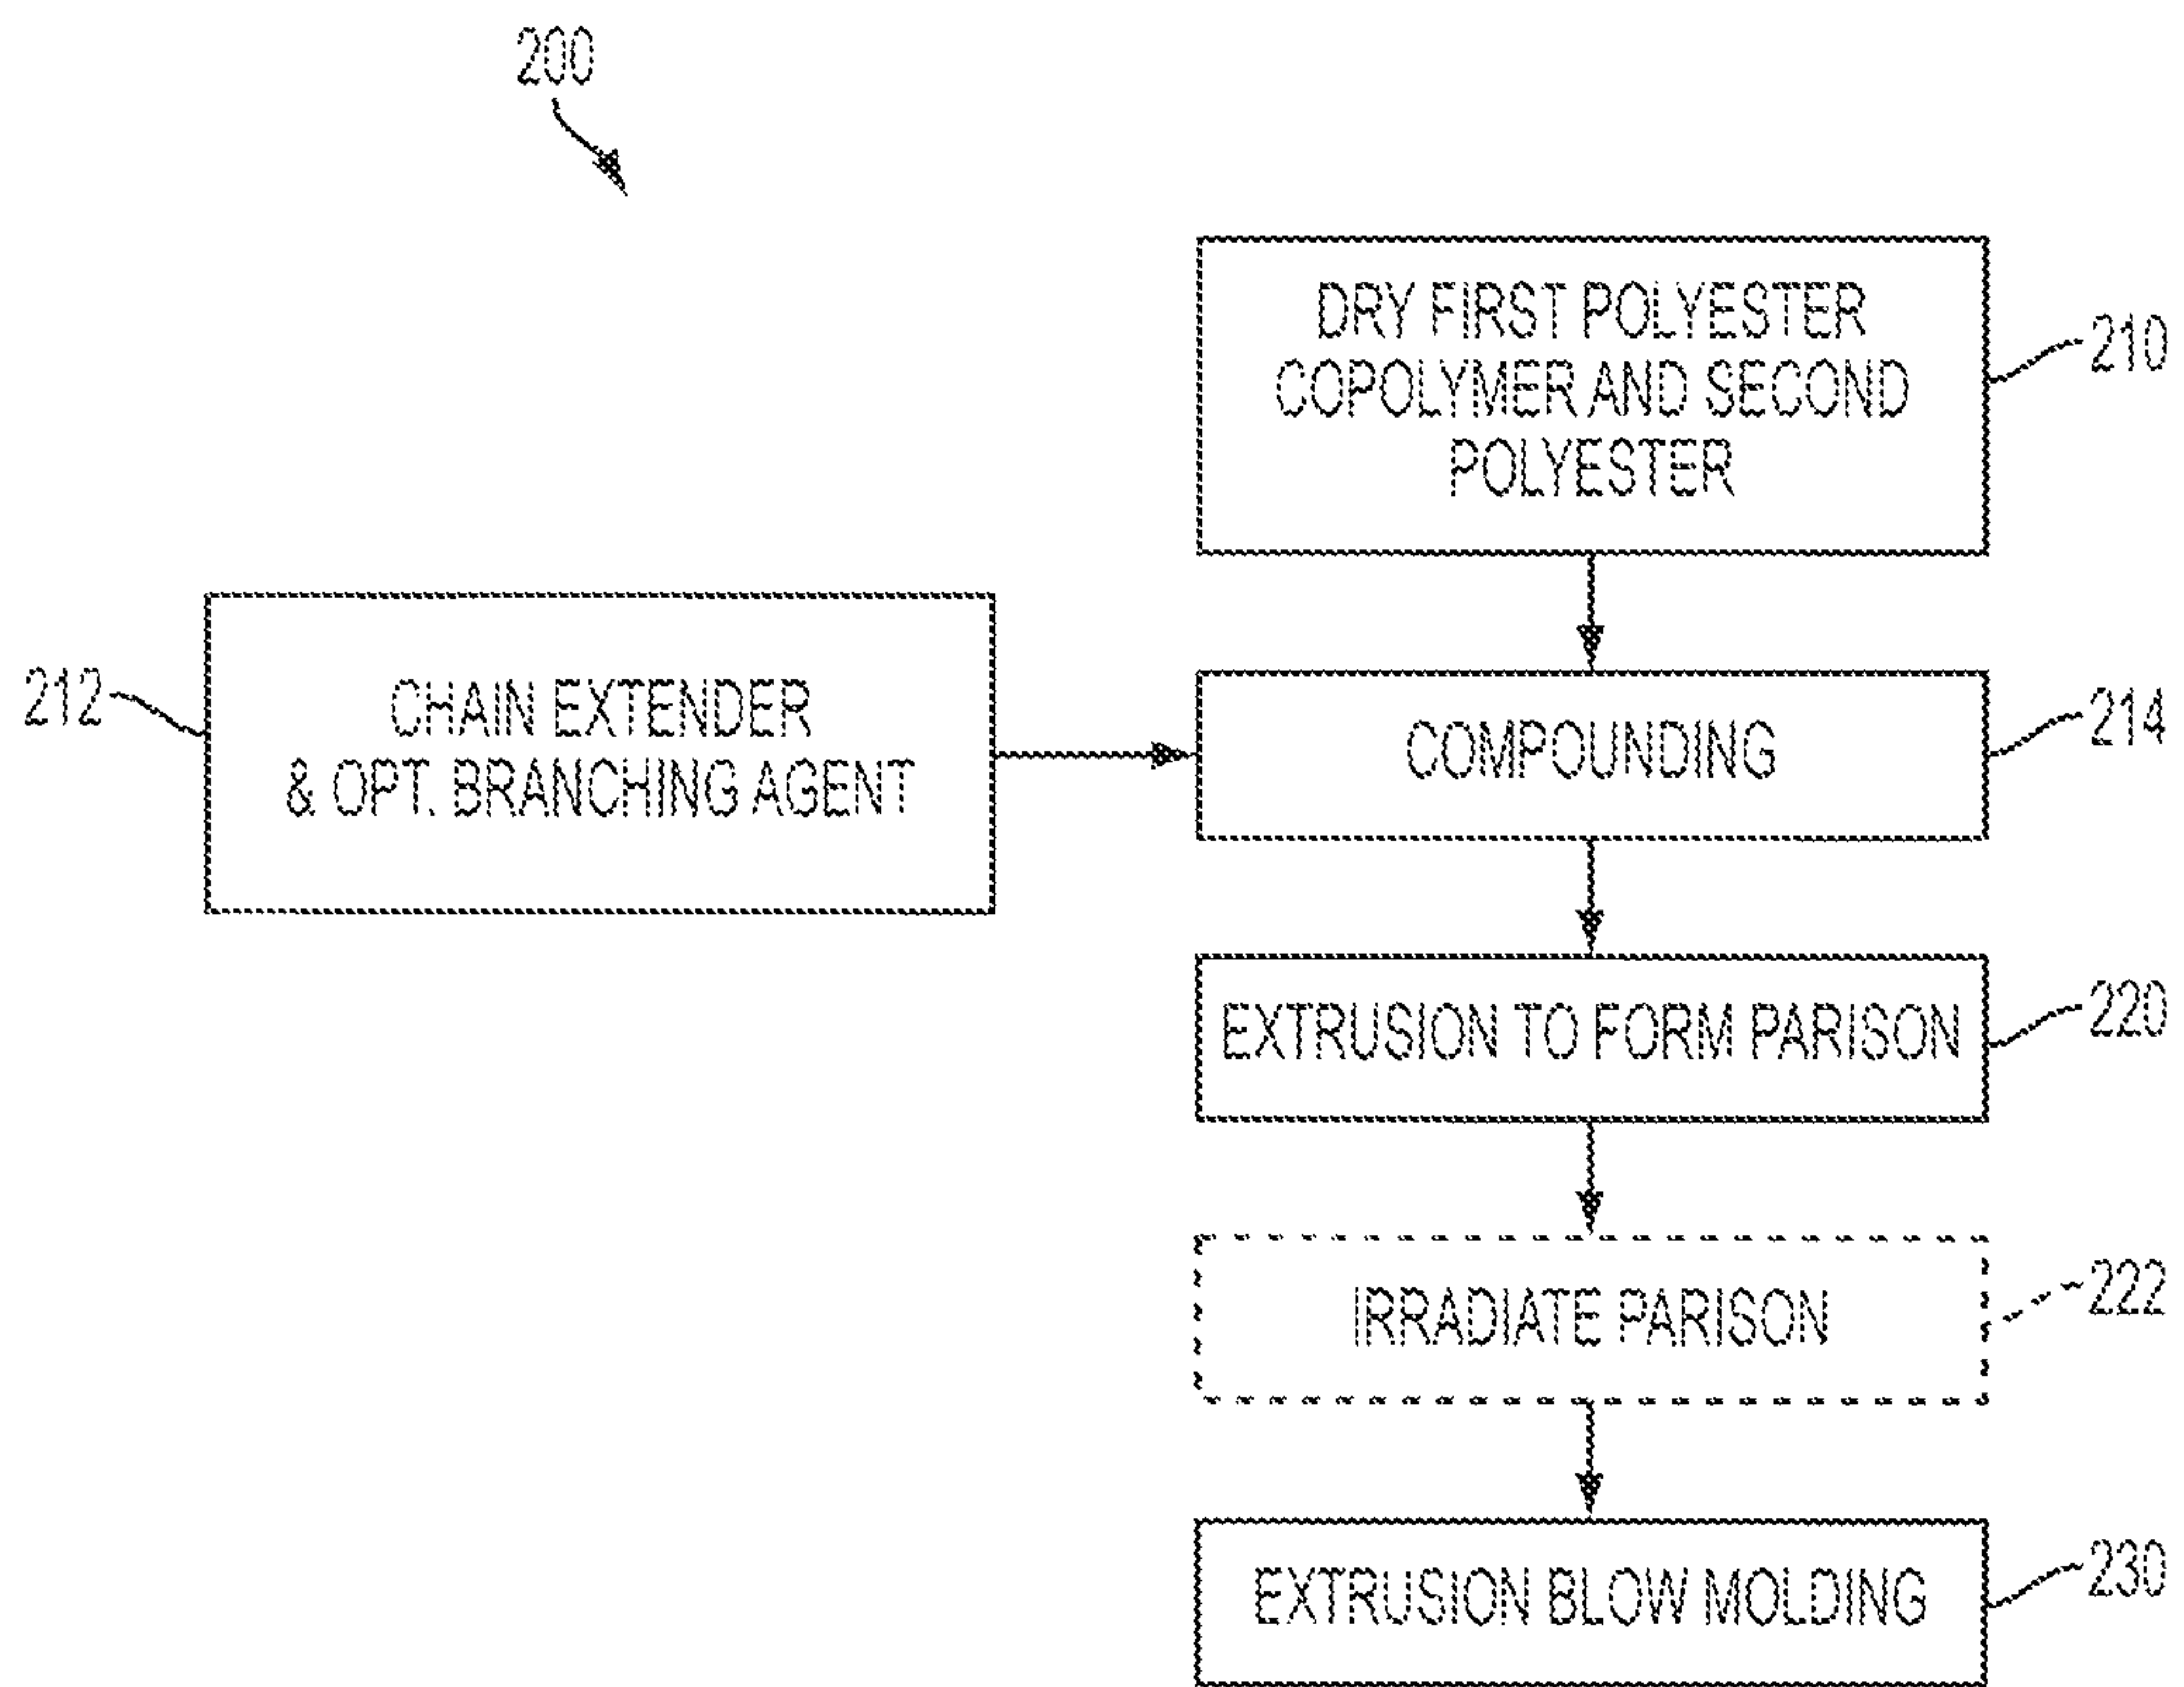 200
DRY FIRST POLYESTER
COPOLYMER AND SECOND
POLYESTER
210
212
CHAIN EXTENDER
& OPT. BRANCHING AGENT
COMPOUNDING
214
EXTRUSION TO FORM PARISON
220
IRRADIATE PARISON
222
EXTRUSION BLOW MOLDING
230